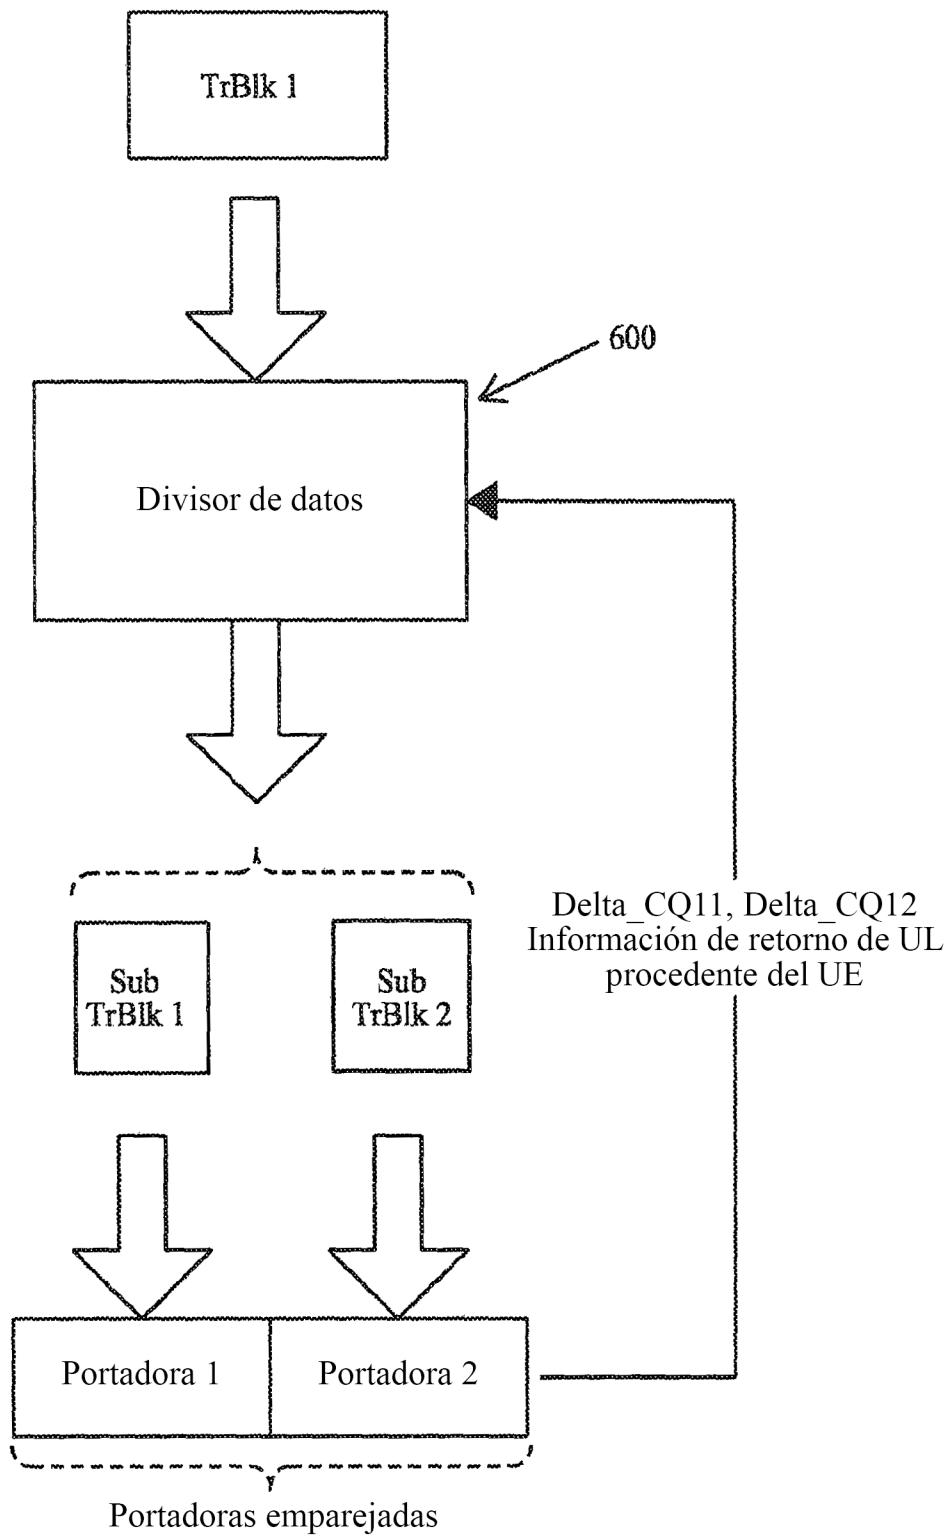 TrBlk 1
600
Divisor de datos
Delta_CQ11, Delta_CQ12
Información de retorno de UL
procedente del UE
Sub
TrBlk 1
Sub
TrBlk 2
Portadora 1
Portadora 2
Portadoras emparejadas